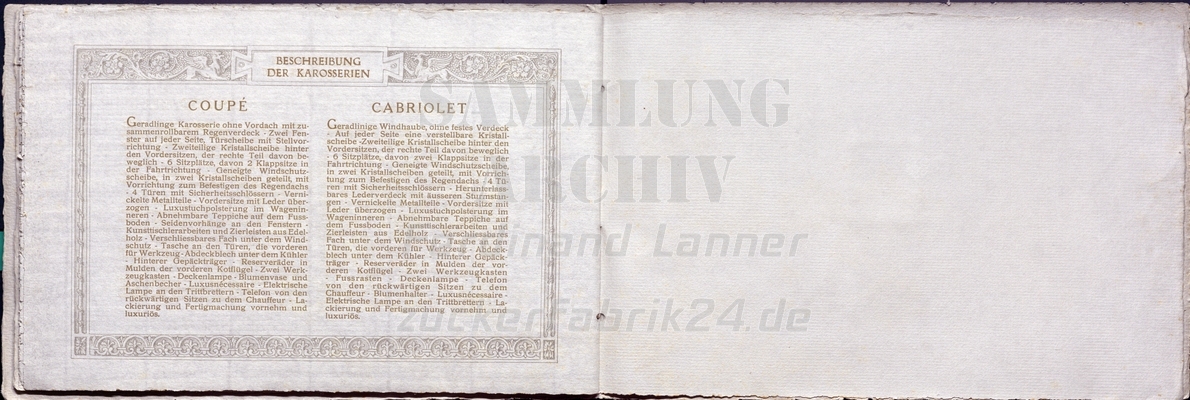 BESCHREIBUNG
DER KAROSSERIEN
COUPÉ
Geradlinge Karosserie ohne Vordach mit zu-
sammenrollbarem Regenverdeck - Zwei Fen-
ster auf jeder Seite, Türscheibe mit Stellvor-
richtung - Zweiteilige Kristallscheibe hinter
den Vordersitzen, der rechte Teil davon be-
weglich - 6 Sitzplätze, davon 2 Klappsitze in
der Fahrtrichtung - Geneigte Windschutz-
scheibe, in zwei Kristallscheiben geteilt, mit
Vorrichtung zum Befestigen des Regendachs
- 4 Türen mit Sicherheitsschlössern - Verni-
ckelte Metallteile - Vordersitze mit Leder über-
zogen - Luxustuchpolsterung im Wagenin-
neren - Abnehmbare Teppiche auf dem Fuss-
boden - Seidenvorhänge an den Fenstern -
Kunsttischlerarbeiten und Zierleisten aus Edel-
holz - Verschliessbares Fach unter dem Wind-
schutz - Tasche an den Türen, die vorderen
für Werkzeug - Abdeckblech unter dem Kühler
- Hinterer Gepäckträger - Reserveräder in
Mulden der vorderen Kotflügel - Zwei Werk-
zeugkasten - Deckenlampe - Blumenvase und
Aschenbecher - Luxusnécessaire - Elektrische
Lampe an den Trittbrettern - Telefon von den
rückwärtigen Sitzen zu dem Chauffeur - La-
ckierung und Fertigmachung vornehm und
luxuriös.
CABRIOLET
Geradlinige Windhaube, ohne festes Verdeck
- Auf jeder Seite eine verstellbare Kristall-
scheibe - Zweiteilige Kristallscheibe hinter den
Vordersitzen, der rechte Teil davon beweglich
- 6 Sitzplätze, davon zwei Klappsitze in der
Fahrtrichtung - Geneigte Windschutzscheibe,
in zwei Kristallscheiben geteilt, mit Vorrich-
tung zum Befestigen des Regendachs - 4 Tü-
ren mit Sicherheitsschlössern - Herunterlass-
bares Lederverdeck mit äusseren Sturmstan-
gen - Vernickelte Metallteile - Vordersitze mit
Leder überzogen - Luxustuchpolsterung im
Wageninneren - Abnehmbare Teppiche auf
dem Fussboden - Kunsttischlerarbeiten und
Zierleisten aus Edelholz - Verschliessbares
Fach unter dem Windschutz - Tasche an den
Türen, die vordere für Werkzeug - Abdeck-
blech unter dem Kühler - Hinterer Gepäck-
träger - Reserveräder in Mulden der vor-
deren Kotflügel - Zwei Werkzeugkasten
- Fussrasten - Deckenlampe - Telefon
von den rückwärtigen Sitzen zu dem
Chauffeur - Blumenhalter - Luxusnécessaire -
Elektrische Lampe an den Trittbrettern - La-
ckierung und Fertigmachung vornehm und
luxuriös.
SAMMLUNG
ARCHIV
Lanner
zuckerfabrik24.de